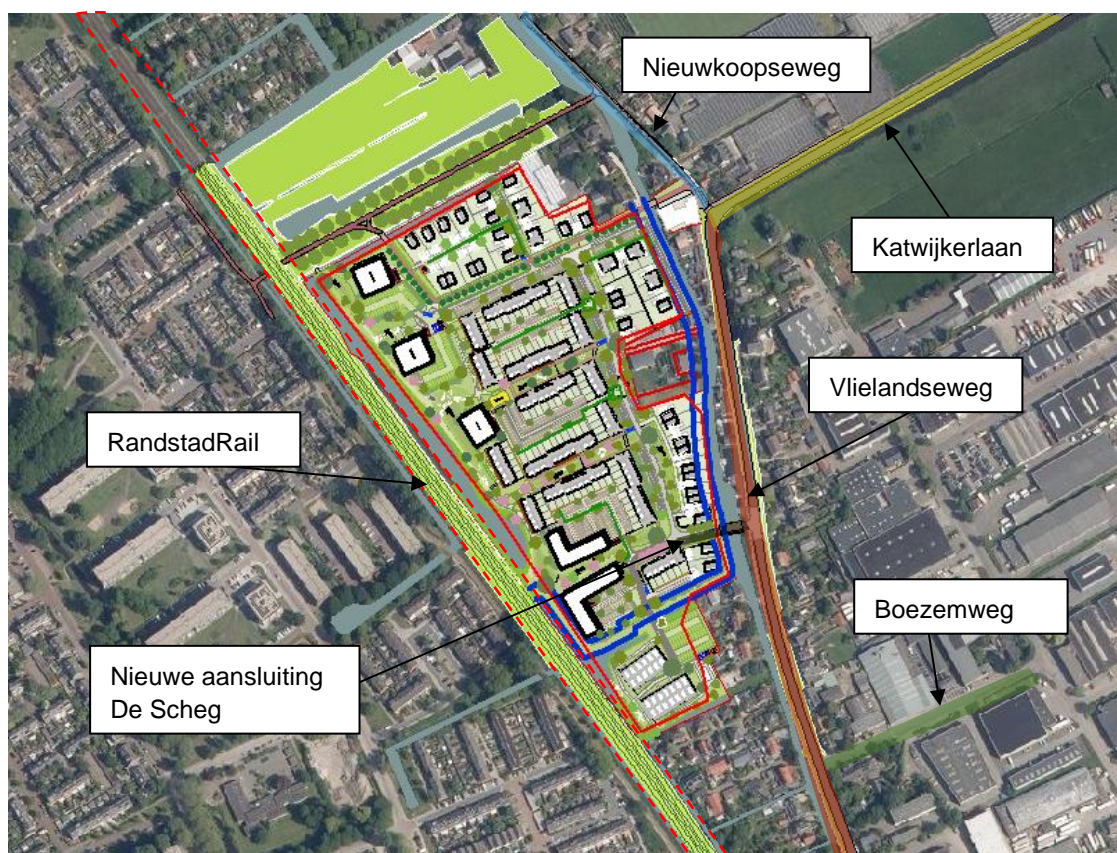 Nieuwkoopseweg
Katwijkerlaan
Vlielandseweg
RandstadRail
Boezemweg
Nieuwe aansluiting
De Scheg